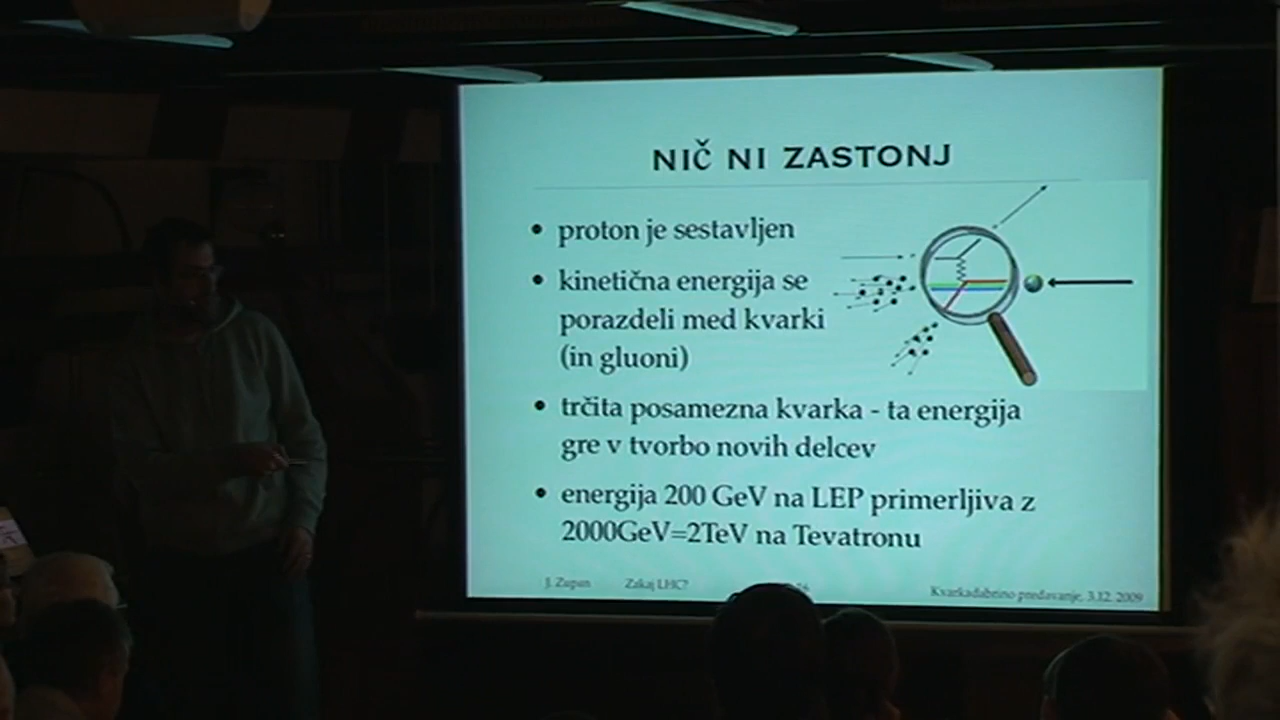 NIČ NI ZASTONJ
• proton je sestavljen
• kinetična energija se
porazdeli med kvarki
(in gluoni)
• trčita posamezna kvarka - ta energija
gre v tvorbo novih delcev
• energija 200 GeV na LEP primerljiva z
2000GeV=2TeV na Tevatronu
J. Zupan Zakaj LHC? Kvarkadabrino predavanje, 3.12. 2009